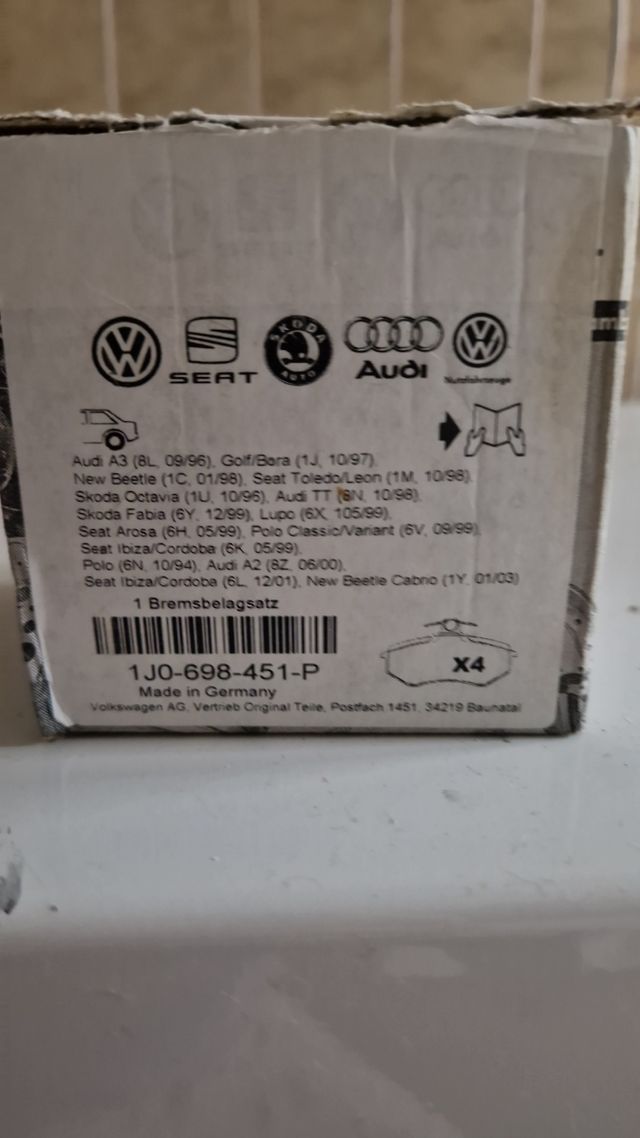 SEAT
SKODA
AUTO
Audi
Nutzfahrzeuge
Audi A3 (8L, 09/96), Golf/Bora (1J, 10/97),
New Beetle (1C, 01/98), Seat Toledo/Leon (1M, 10/98),
Skoda Octavia (1U, 10/96), Audi TT (8N, 10/98),
Skoda Fabia (6Y, 12/99), Lupo (6X, 105/99),
Seat Arosa (6H, 05/99), Polo Classic/Variant (6V, 09/99),
Seat Ibiza/Cordoba (6K, 05/99),
Polo (6N, 10/94), Audi A2 (8Z, 06/00),
Seat Ibiza/Cordoba (6L, 12/01), New Beetle Cabrio (1Y, 01/03)
1 Bremsbelagsatz
1J0-698-451-P
X4
Made in Germany
Volkswagen AG, Vertrieb Original Teile, Postfach 1451, 34219 Baunatal